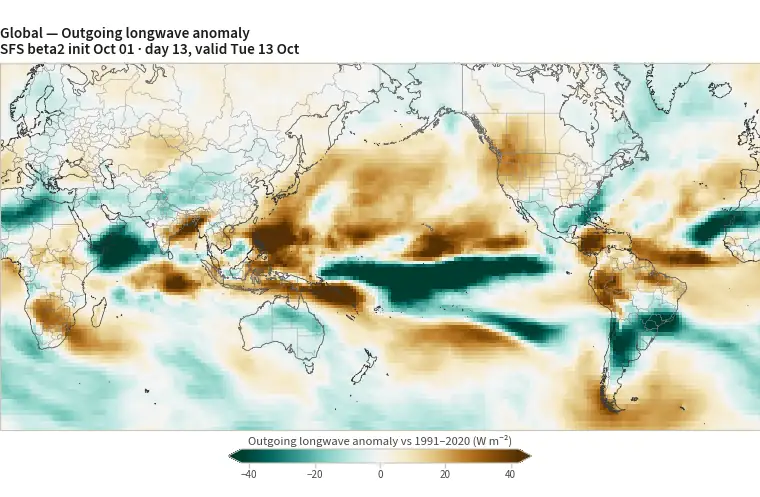 Global — Outgoing longwave anomaly
SFS beta2 init Oct 01 · day 13, valid Tue 13 Oct
Outgoing longwave anomaly vs 1991–2020 (W m⁻²)
−40 −20 0 20 40